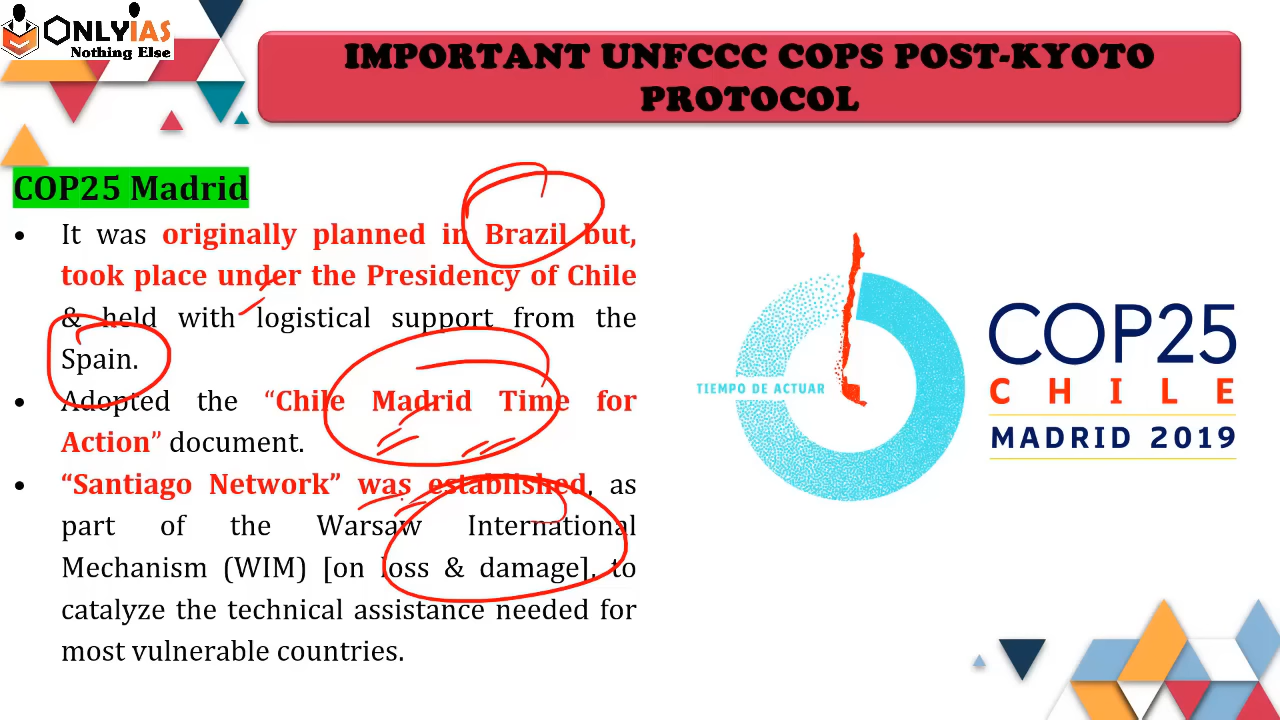 ONLYIAS
Nothing Else
IMPORTANT UNFCCC COPS POST-KYOTO
PROTOCOL
COP25 Madrid
• It was originally planned in Brazil but,
took place under the Presidency of Chile
& held with logistical support from the
Spain.
• Adopted the “Chile Madrid Time for
Action” document.
• “Santiago Network” was established, as
part of the Warsaw International
Mechanism (WIM) [on loss & damage], to
catalyze the technical assistance needed for
most vulnerable countries.
TIEMPO DE ACTUAR
COP25
CHILE
MADRID 2019